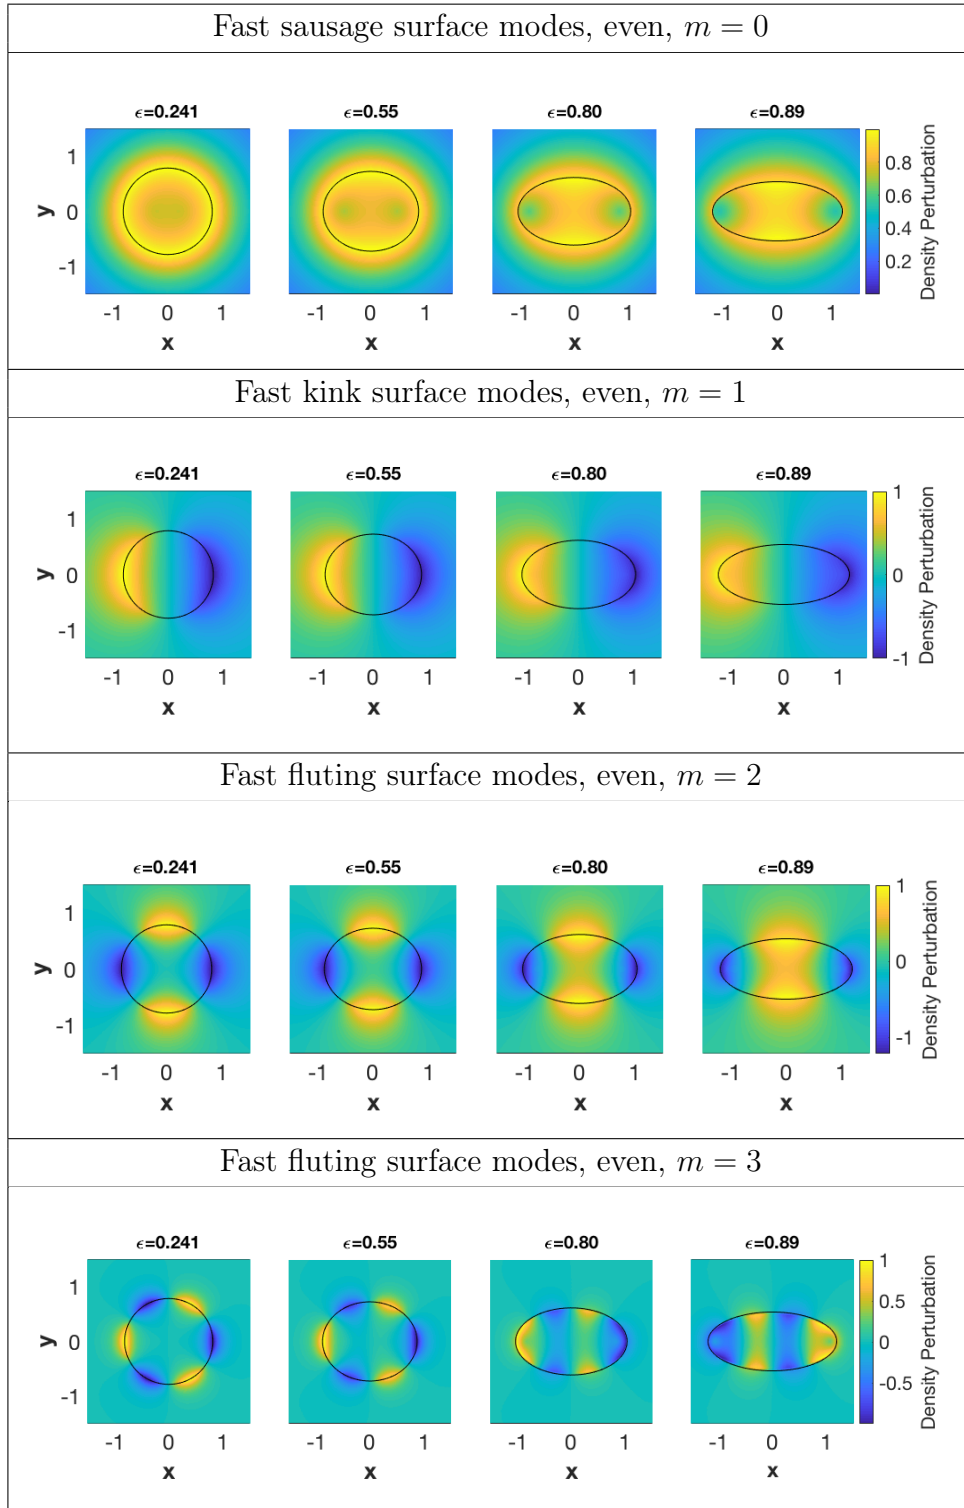 Fast sausage surface modes, even, m = 0
ϵ=0.241 ϵ=0.55 ϵ=0.80 ϵ=0.89
y
1
0
-1
-1 0 1 -1 0 1 -1 0 1 -1 0 1
x x x x
0.8
0.6
0.4
0.2
Density Perturbation
Fast kink surface modes, even, m = 1
ϵ=0.241 ϵ=0.55 ϵ=0.80 ϵ=0.89
y
1
0
-1
-1 0 1 -1 0 1 -1 0 1 -1 0 1
x x x x
1
0
-1
Density Perturbation
Fast fluting surface modes, even, m = 2
ϵ=0.241 ϵ=0.55 ϵ=0.80 ϵ=0.89
y
1
0
-1
-1 0 1 -1 0 1 -1 0 1 -1 0 1
x x x x
1
0
-1
Density Perturbation
Fast fluting surface modes, even, m = 3
ϵ=0.241 ϵ=0.55 ϵ=0.80 ϵ=0.89
y
1
0
-1
-1 0 1 -1 0 1 -1 0 1 -1 0 1
x x x x
1
0.5
0
-0.5
Density Perturbation